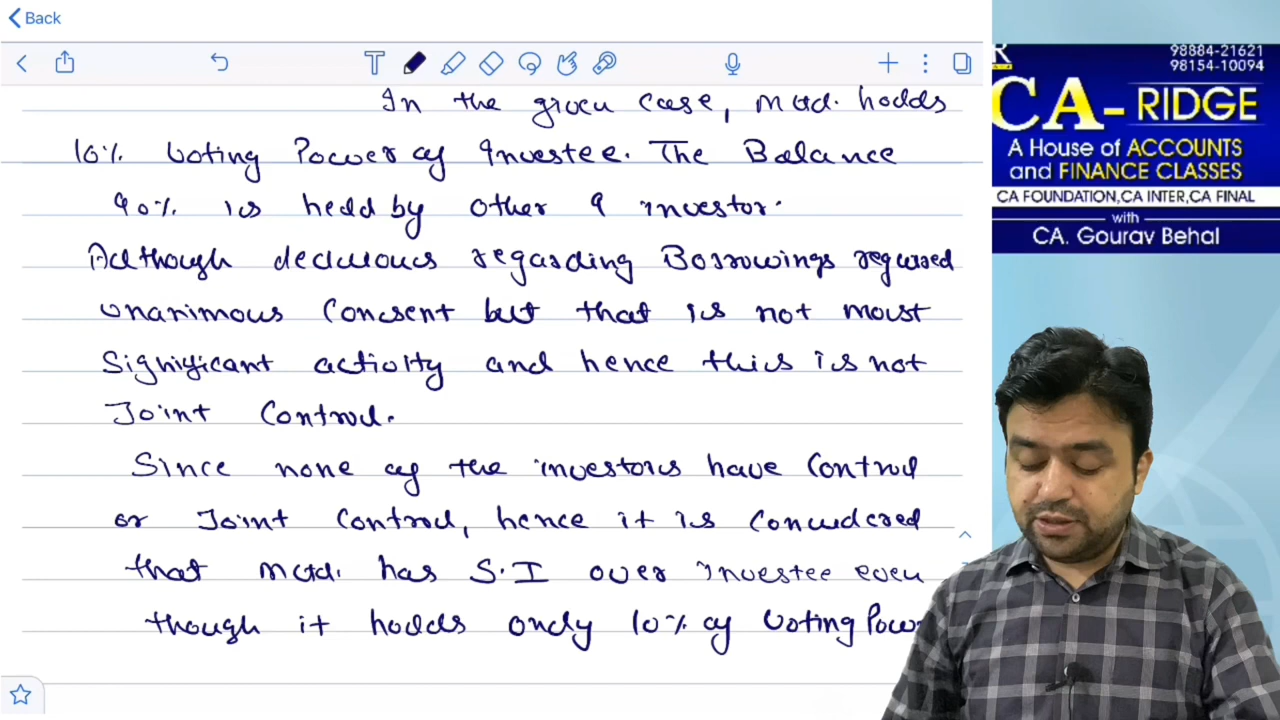 Back
In the given case, M Ltd. holds
10% Voting Power of Investee. The Balance
90% is held by other 9 investor.
Although decisions regarding Borrowings required
unanimous Consent but that is not most
Significant activity and hence this is not
Joint Control.
Since none of the investors have Control
or Joint Control, hence it is Considered
that M Ltd. has S.I over investee even
though it holds only 10% of Voting Power
R
98884-21621
98154-10094
CA-RIDGE
A House of ACCOUNTS
and FINANCE CLASSES
CA FOUNDATION,CA INTER,CA FINAL
with
CA. Gourav Behal